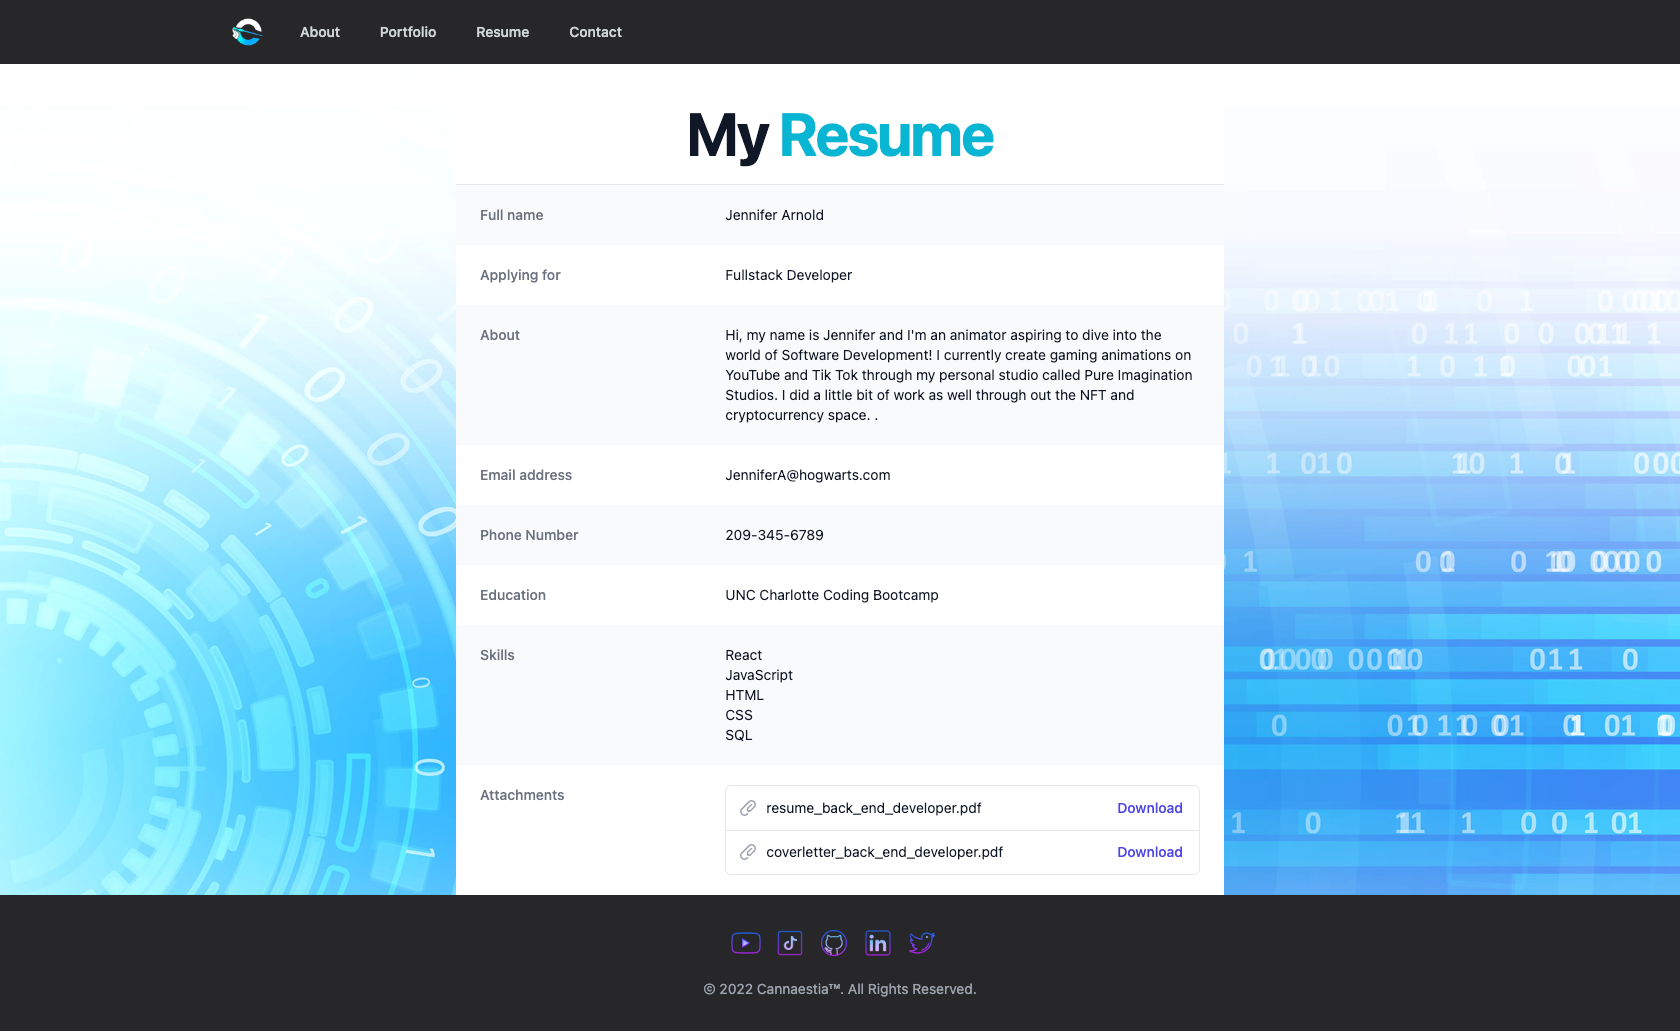 About Portfolio Resume Contact
My Resume
Full name Jennifer Arnold
Applying for Fullstack Developer
About Hi, my name is Jennifer and I'm an animator aspiring to dive into the
world of Software Development! I currently create gaming animations on
YouTube and Tik Tok through my personal studio called Pure Imagination
Studios. I did a little bit of work as well through out the NFT and
cryptocurrency space. .
Email address JenniferA@hogwarts.com
Phone Number 209-345-6789
Education UNC Charlotte Coding Bootcamp
Skills React
JavaScript
HTML
CSS
SQL
Attachments resume_back_end_developer.pdf Download
coverletter_back_end_developer.pdf Download
© 2022 Cannaestia™. All Rights Reserved.